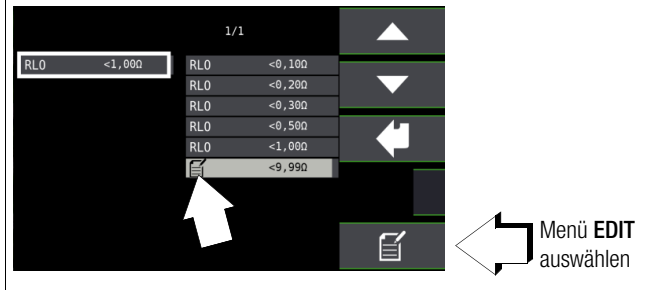 1/1
RLO <1,00Ω
RLO <0,10Ω
RLO <0,20Ω
RLO <0,30Ω
RLO <0,50Ω
RLO <1,00Ω
<9,99Ω
Menü EDIT
auswählen